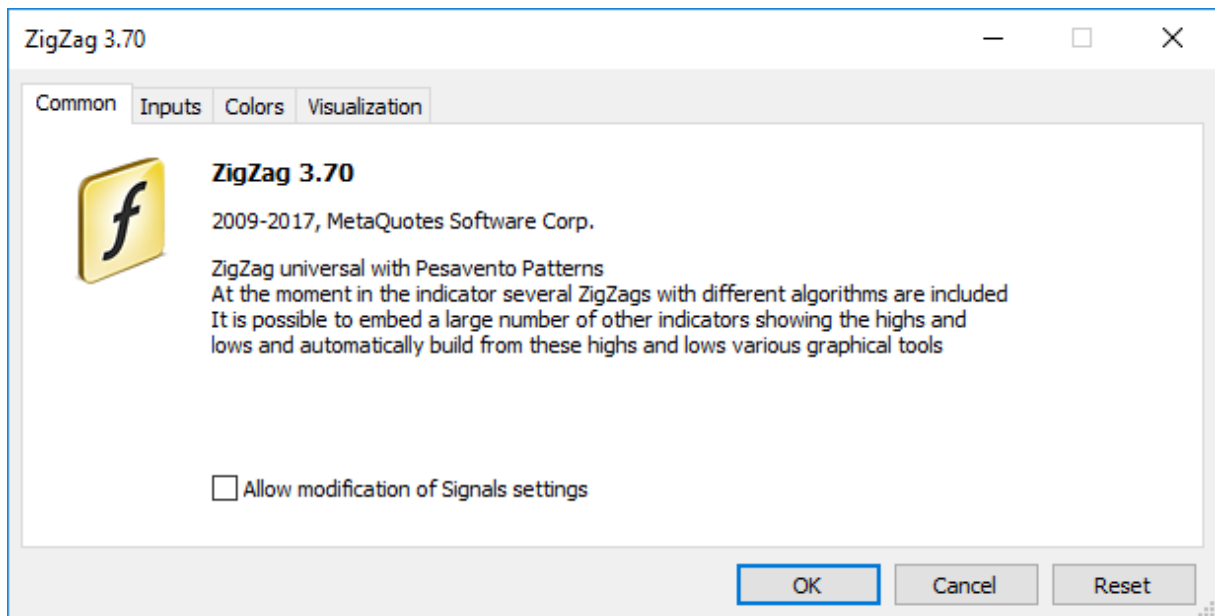 ZigZag 3.70
Common Inputs Colors Visualization
f
ZigZag 3.70
2009-2017, MetaQuotes Software Corp.
ZigZag universal with Pesavento Patterns
At the moment in the indicator several ZigZags with different algorithms are included
It is possible to embed a large number of other indicators showing the highs and
lows and automatically build from these highs and lows various graphical tools
Allow modification of Signals settings
OK Cancel Reset